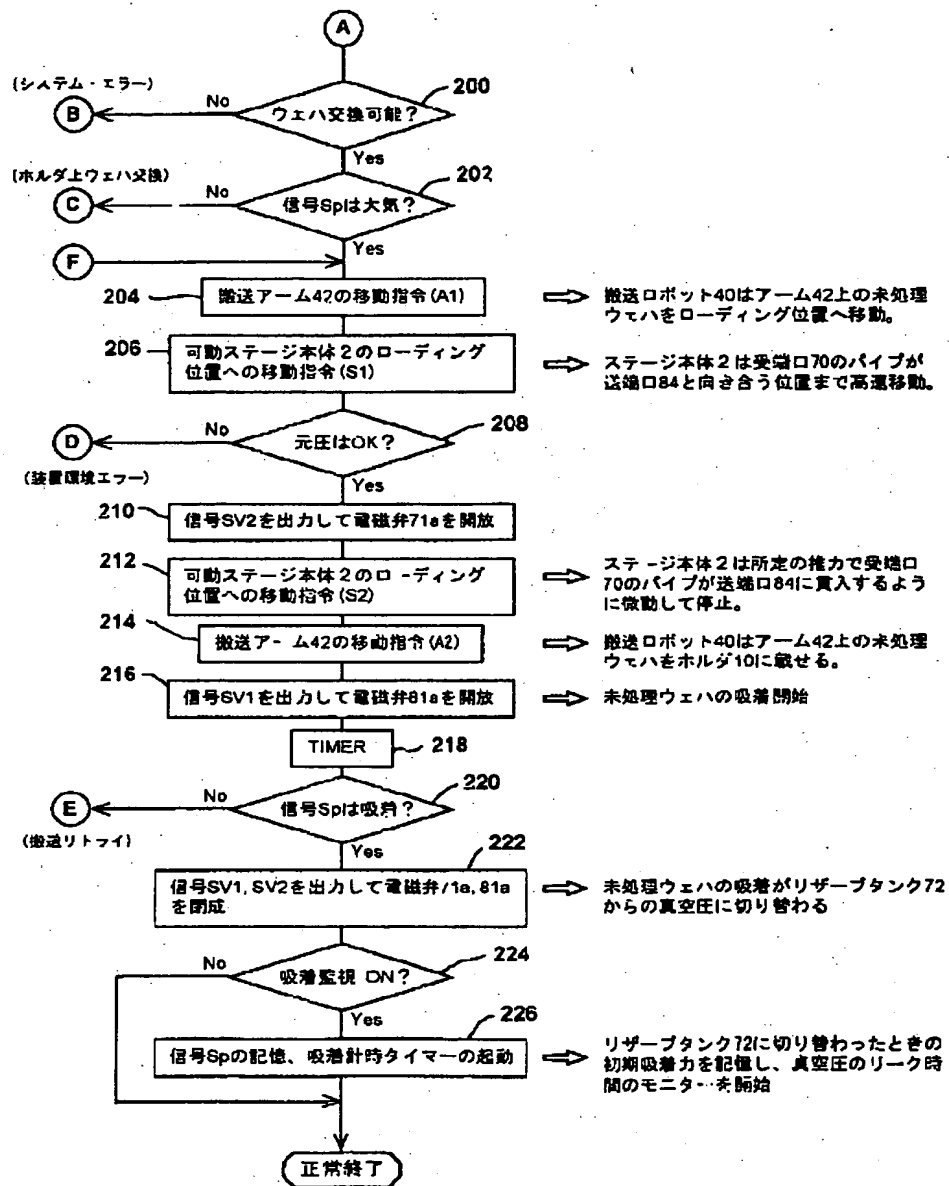 A
200
(システム・エラー)
No
B
ウェハ交換可能?
Yes
202
(ホルダ上ウェハ交換)
No
C
信号Spは大気?
Yes
F
204
搬送アーム42の移動指令(A1)
搬送ロボット40はアーム42上の未処理
ウェハをローディング位置へ移動。
206
可動ステージ本体2のローディング
位置への移動指令(S1)
ステージ本体2は受端口70のパイプが
送端口84と向き合う位置まで高速移動。
208
No
D
元圧はOK?
(装置環境エラー)
Yes
210
信号SV2を出力して電磁弁71aを開放
212
可動ステージ本体2のローディング
位置への移動指令(S2)
ステージ本体2は所定の推力で受端口
70のパイプが送端口84に貫入するよう
に微動して停止。
214
搬送アーム42の移動指令(A2)
搬送ロボット40はアーム42上の未処理
ウェハをホルダ10に載せる。
216
信号SV1を出力して電磁弁81aを開放
未処理ウェハの吸着開始
TIMER
218
220
No
E
信号Spは吸着?
(搬送リトライ)
Yes
222
信号SV1,SV2を出力して電磁弁71a,81a
を閉成
未処理ウェハの吸着がリザーブタンク72
からの真空圧に切り替わる
224
No
吸着監視 ON?
Yes
226
信号Spの記憶、吸着計時タイマーの起動
リザーブタンク72に切り替わったときの
初期吸着力を記憶し、真空圧のリーク時
間のモニターを開始
正常終了